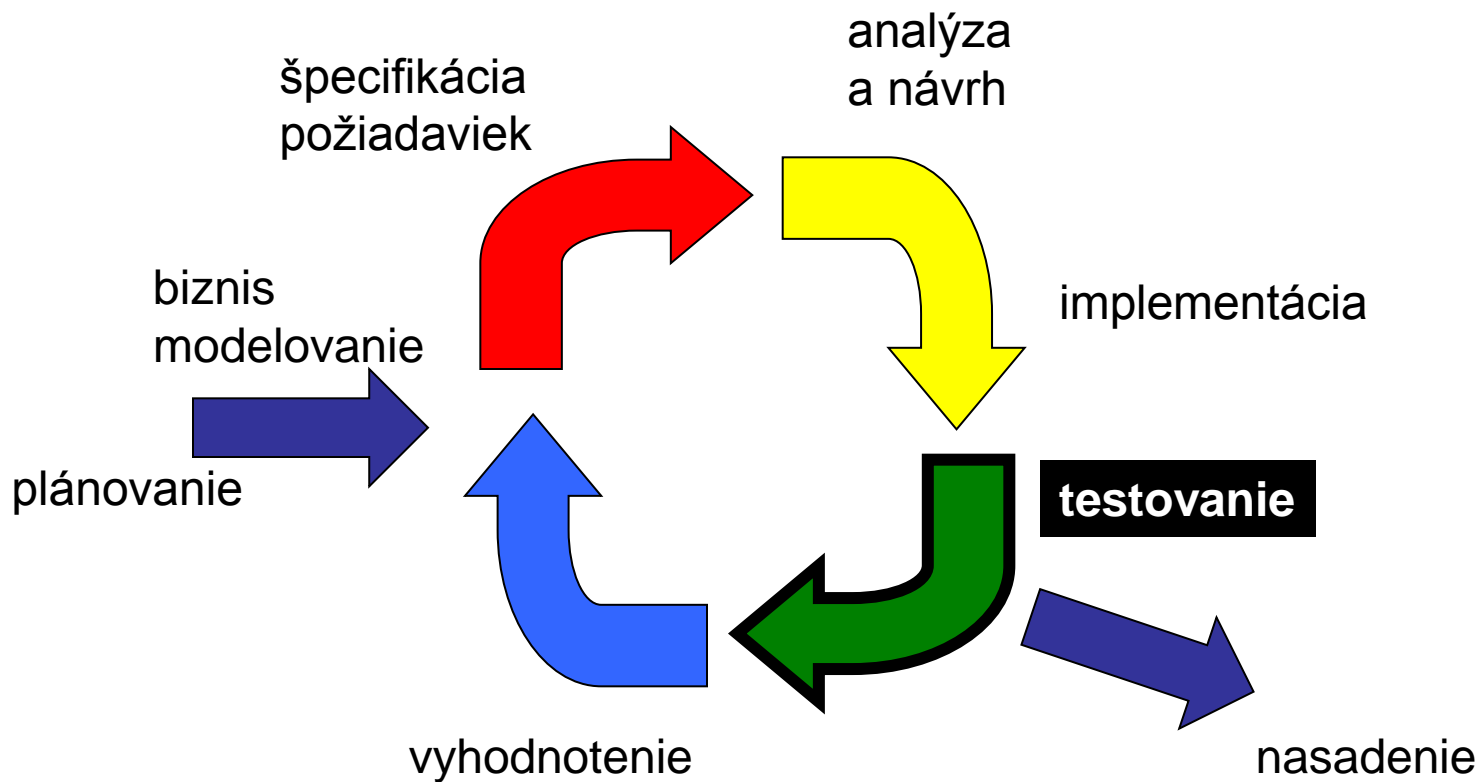 analýza
a návrh
špecifikácia
požiadaviek
biznis
modelovanie
implementácia
plánovanie
testovanie
vyhodnotenie
nasadenie